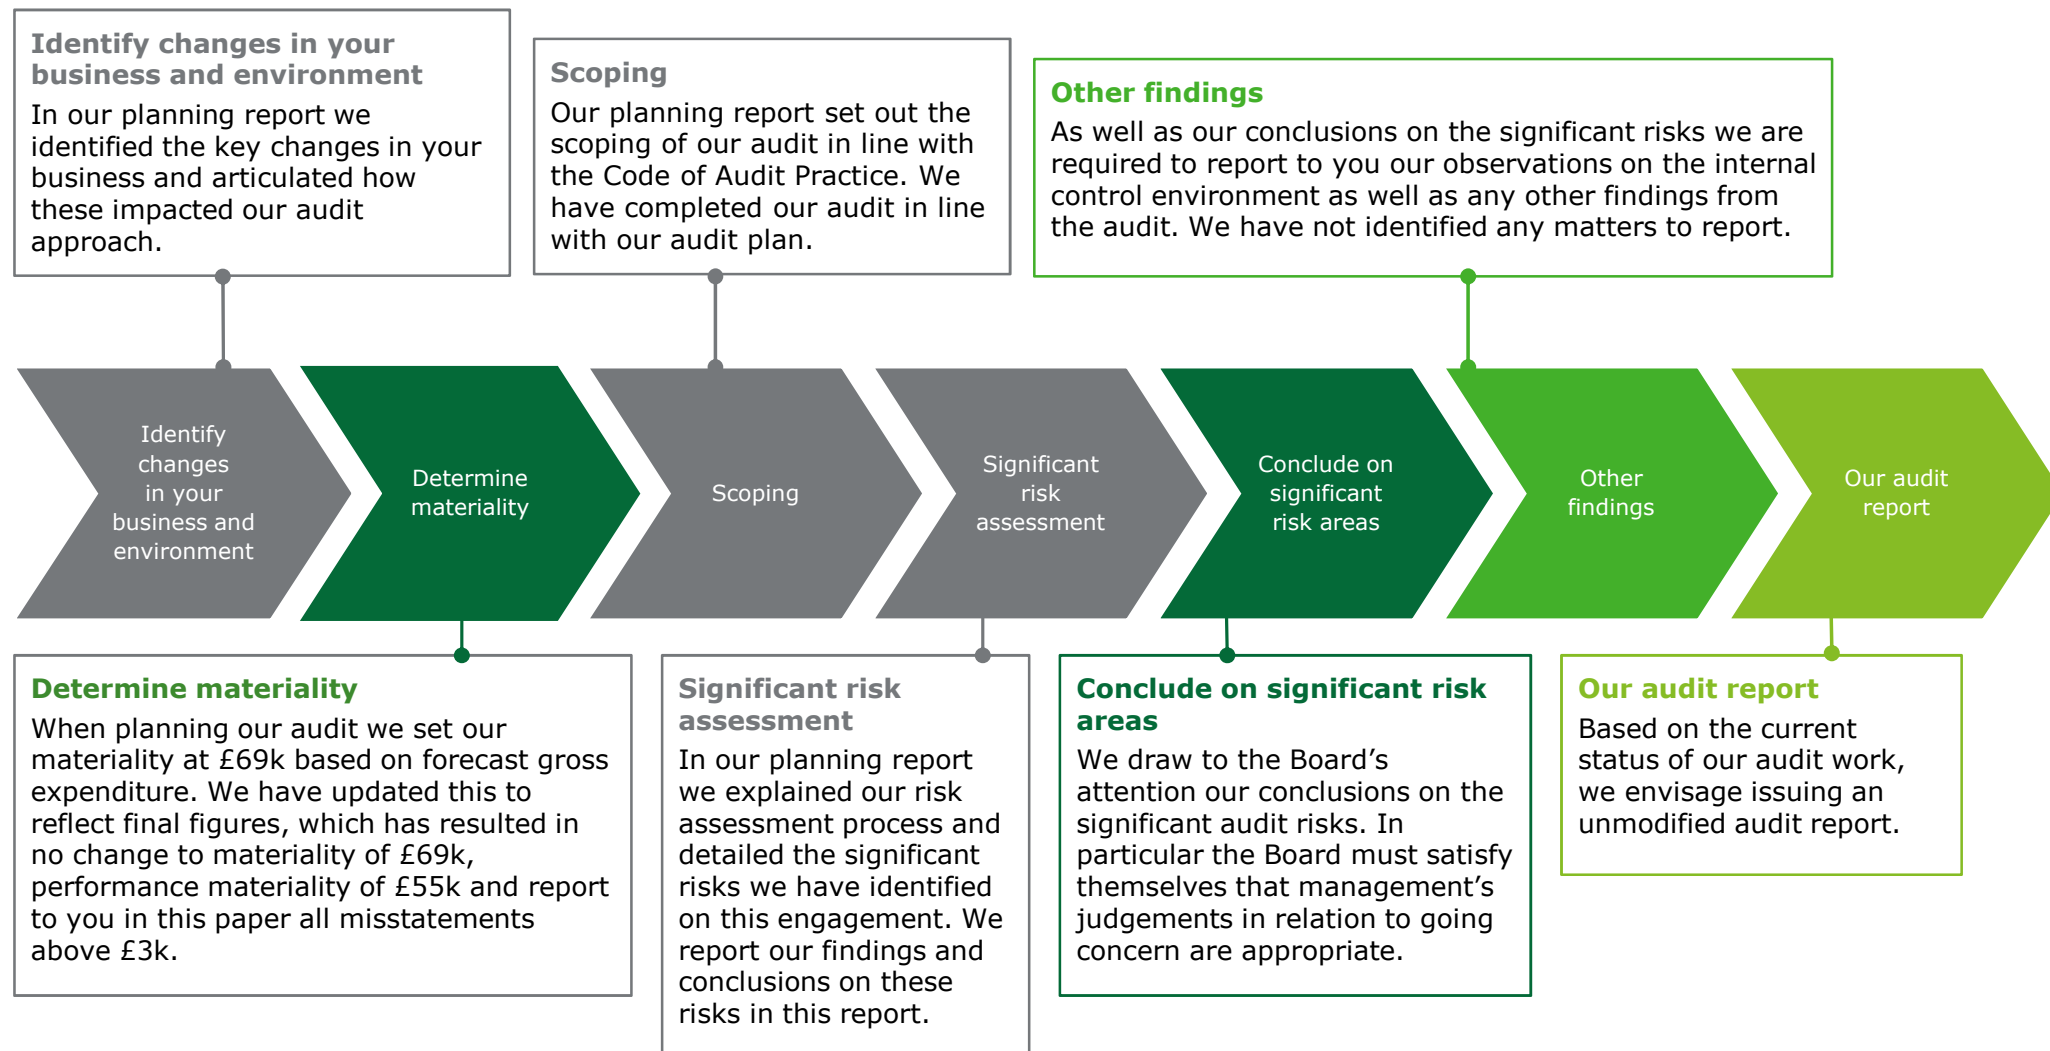 Identify changes in your
business and environment
In our planning report we
identified the key changes in your
business and articulated how
these impacted our audit
approach.
Scoping
Our planning report set out the
scoping of our audit in line with
the Code of Audit Practice. We
have completed our audit in line
with our audit plan.
Other findings
As well as our conclusions on the significant risks we are
required to report to you our observations on the internal
control environment as well as any other findings from
the audit. We have not identified any matters to report.
Identify
changes
in your
business and
environment
Determine
materiality
Scoping
Significant
risk
assessment
Conclude on
significant
risk areas
Other
findings
Our audit
report
Determine materiality
When planning our audit we set our
materiality at £69k based on forecast gross
expenditure. We have updated this to
reflect final figures, which has resulted in
no change to materiality of £69k,
performance materiality of £55k and report
to you in this paper all misstatements
above £3k.
Significant risk
assessment
In our planning report
we explained our risk
assessment process and
detailed the significant
risks we have identified
on this engagement. We
report our findings and
conclusions on these
risks in this report.
Conclude on significant risk
areas
We draw to the Board’s
attention our conclusions on the
significant audit risks. In
particular the Board must satisfy
themselves that management’s
judgements in relation to going
concern are appropriate.
Our audit report
Based on the current
status of our audit work,
we envisage issuing an
unmodified audit report.